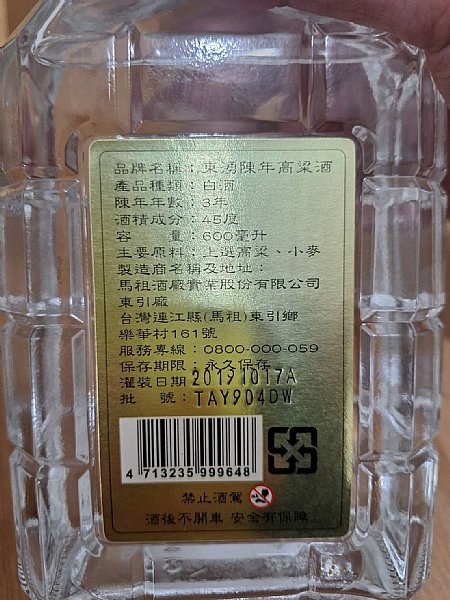 品牌名稱：東湧陳年高粱酒
產品種類：白酒
陳年年數：3年
酒精成分：45度
容　　量：600毫升
主要原料：上選高粱、小麥
製造商名稱及地址：
馬祖酒廠實業股份有限公司
東引廠
台灣連江縣(馬祖)東引鄉
樂華村161號
服務專線：0800-000-059
保存期限：永久保存
灌裝日期 20191017A
批　　號：TAY904DW
4 713235 999648
禁止酒駕
酒後不開車 安全有保障